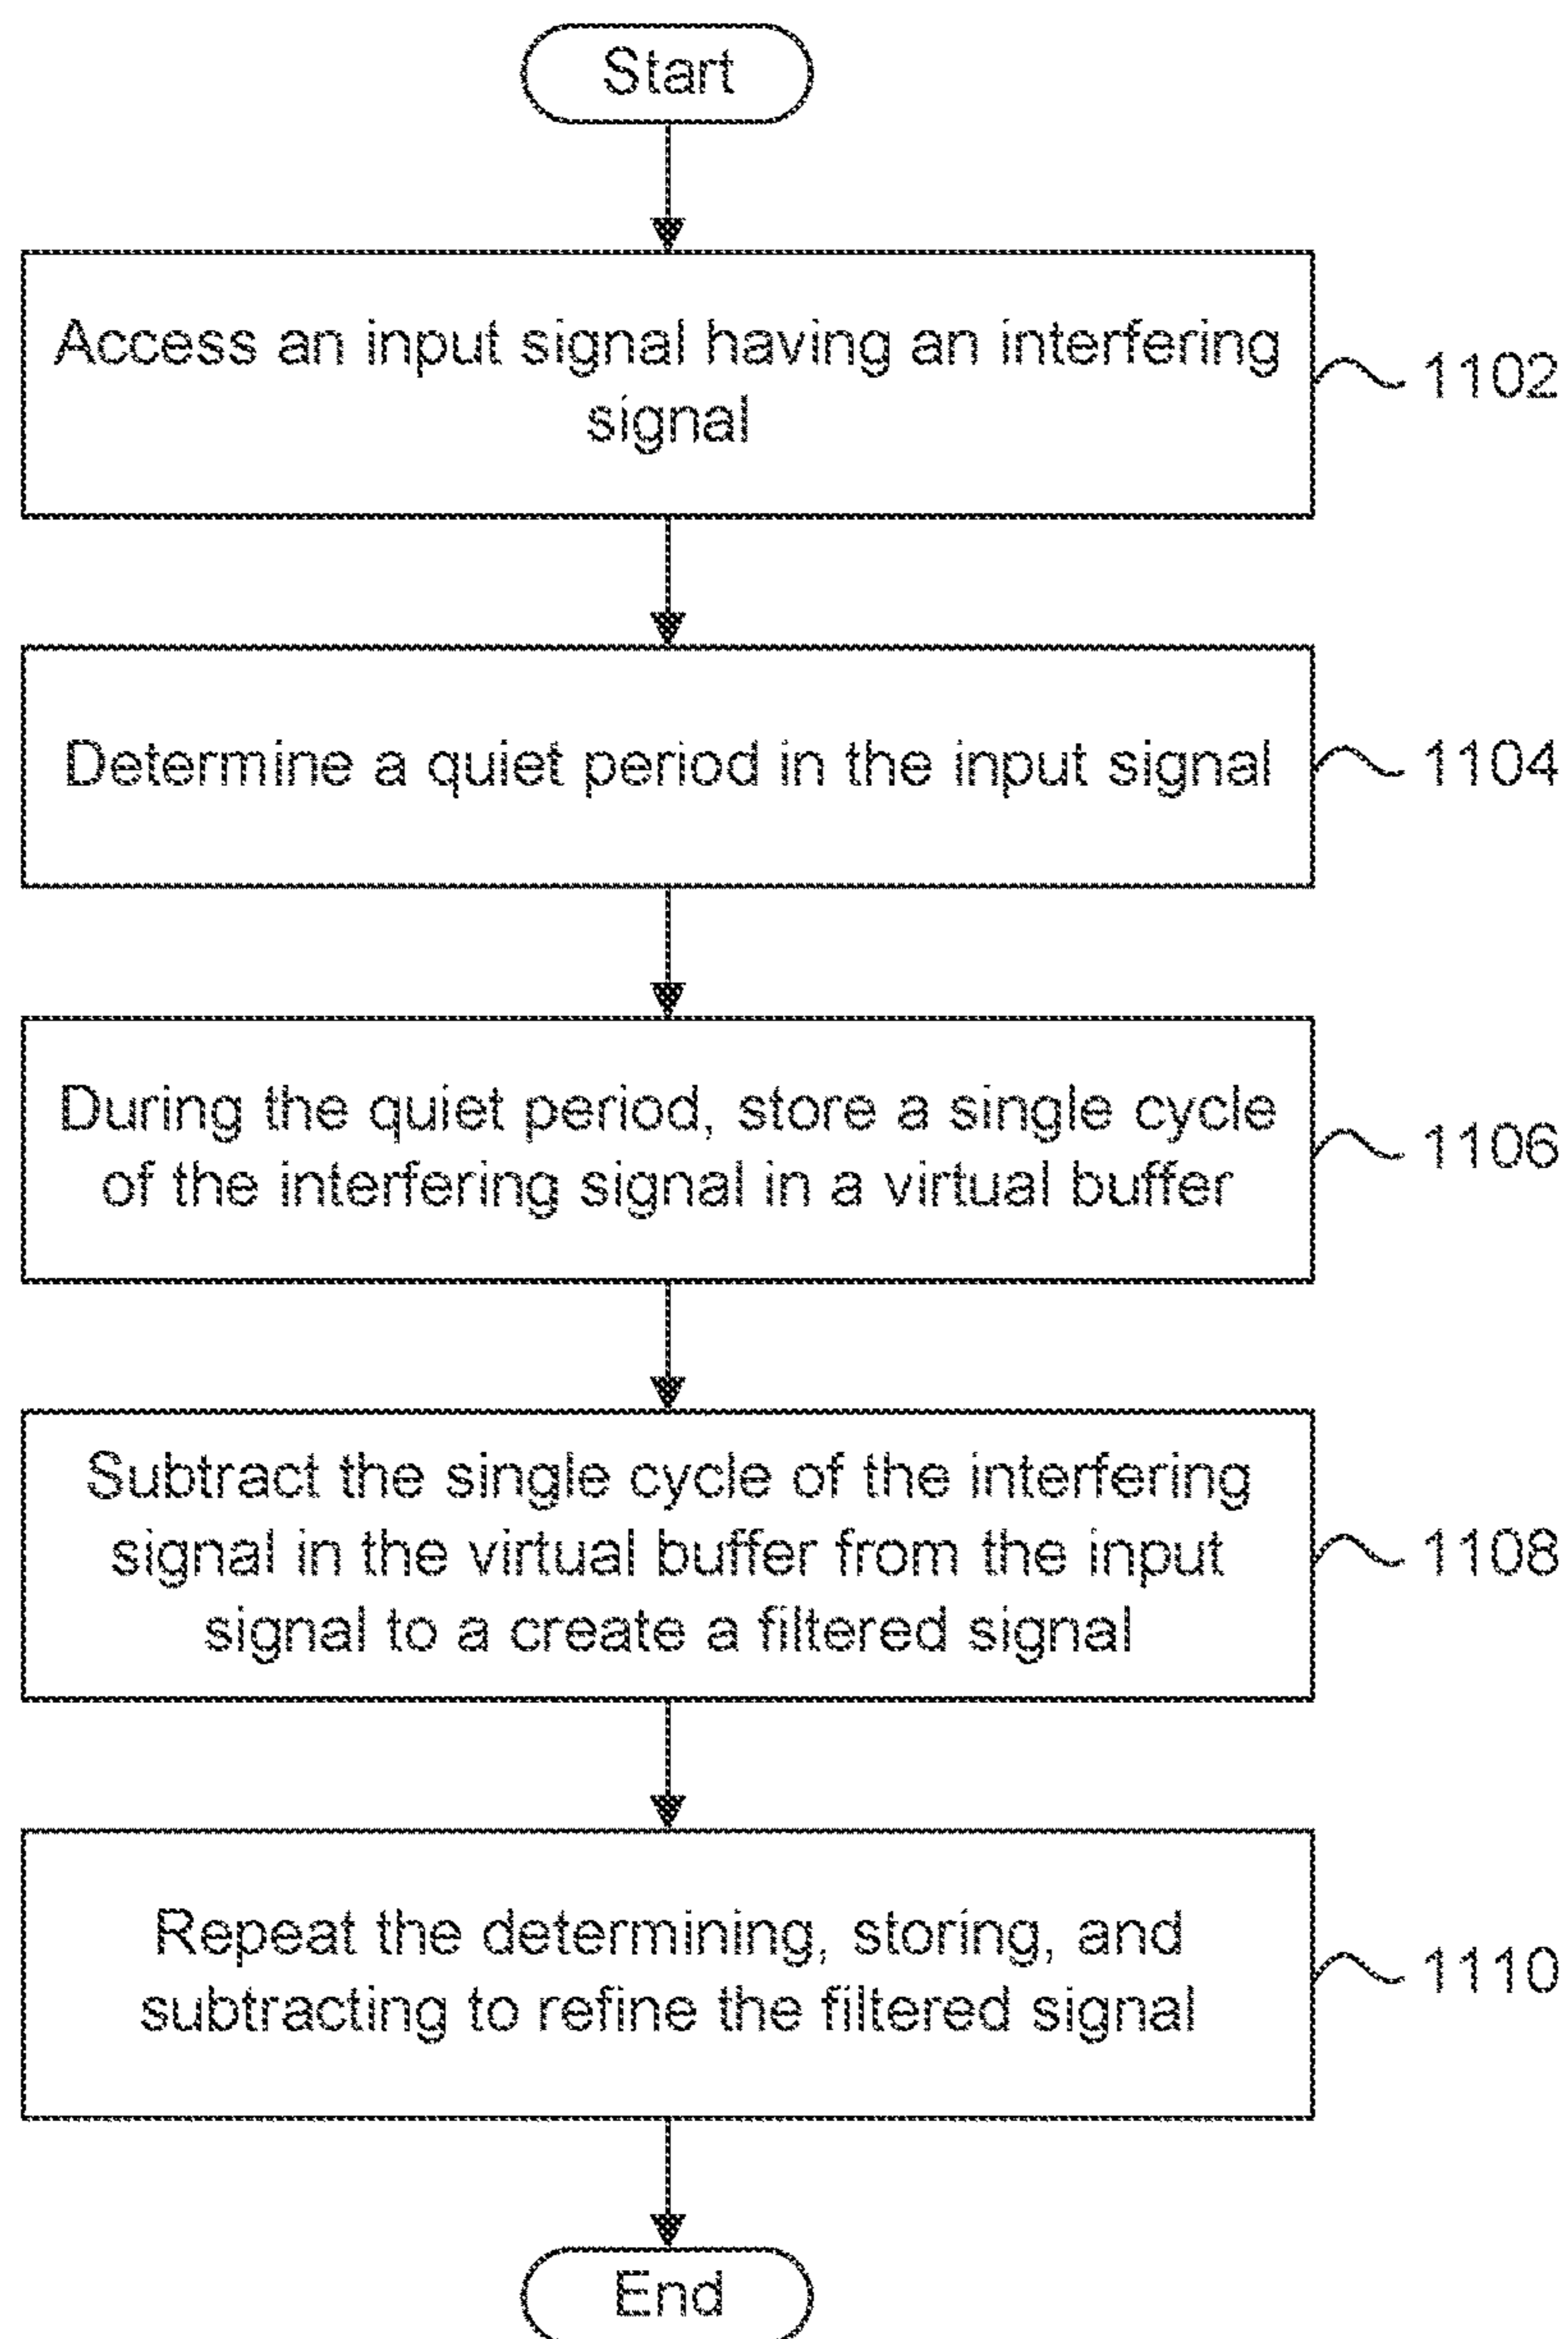 Start
Access an input signal having an interfering
signal
1102
Determine a quiet period in the input signal
1104
During the quiet period, store a single cycle
of the interfering signal in a virtual buffer
1106
Subtract the single cycle of the interfering
signal in the virtual buffer from the input
signal to a create a filtered signal
1108
Repeat the determining, storing, and
subtracting to refine the filtered signal
1110
End